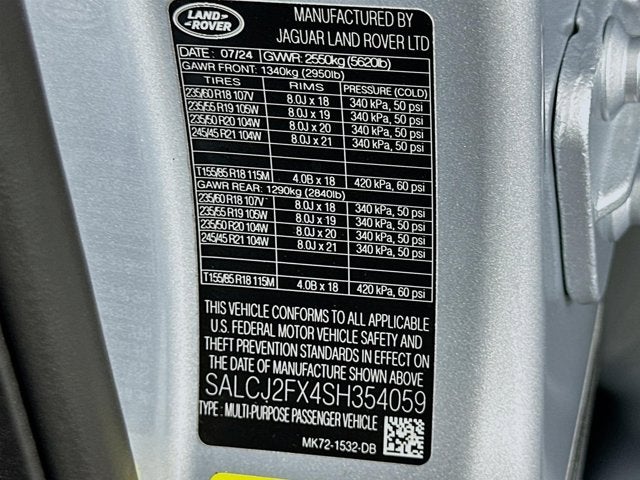 LAND ROVER
MANUFACTURED BY
JAGUAR LAND ROVER LTD
DATE: 07/24 GVWR: 2550kg (5620lb)
GAWR FRONT: 1340kg (2950lb)
TIRES RIMS PRESSURE (COLD)
235/60 R18 107V 8.0J x 18 340 kPa, 50 psi
235/55 R19 105W 8.0J x 19 340 kPa, 50 psi
235/50 R20 104W 8.0J x 20 340 kPa, 50 psi
245/45 R21 104W 8.0J x 21 340 kPa, 50 psi
T155/85 R18 115M 4.0B x 18 420 kPa, 60 psi
GAWR REAR: 1290kg (2840lb)
235/60 R18 107V 8.0J x 18 340 kPa, 50 psi
235/55 R19 105W 8.0J x 19 340 kPa, 50 psi
235/50 R20 104W 8.0J x 20 340 kPa, 50 psi
245/45 R21 104W 8.0J x 21 340 kPa, 50 psi
T155/85 R18 115M 4.0B x 18 420 kPa, 60 psi
THIS VEHICLE CONFORMS TO ALL APPLICABLE
U.S. FEDERAL MOTOR VEHICLE SAFETY AND
THEFT PREVENTION STANDARDS IN EFFECT ON
THE DATE OF MANUFACTURE SHOWN ABOVE
SALCJ2FX4SH354059
TYPE : MULTI-PURPOSE PASSENGER VEHICLE
MK72-1532-DB